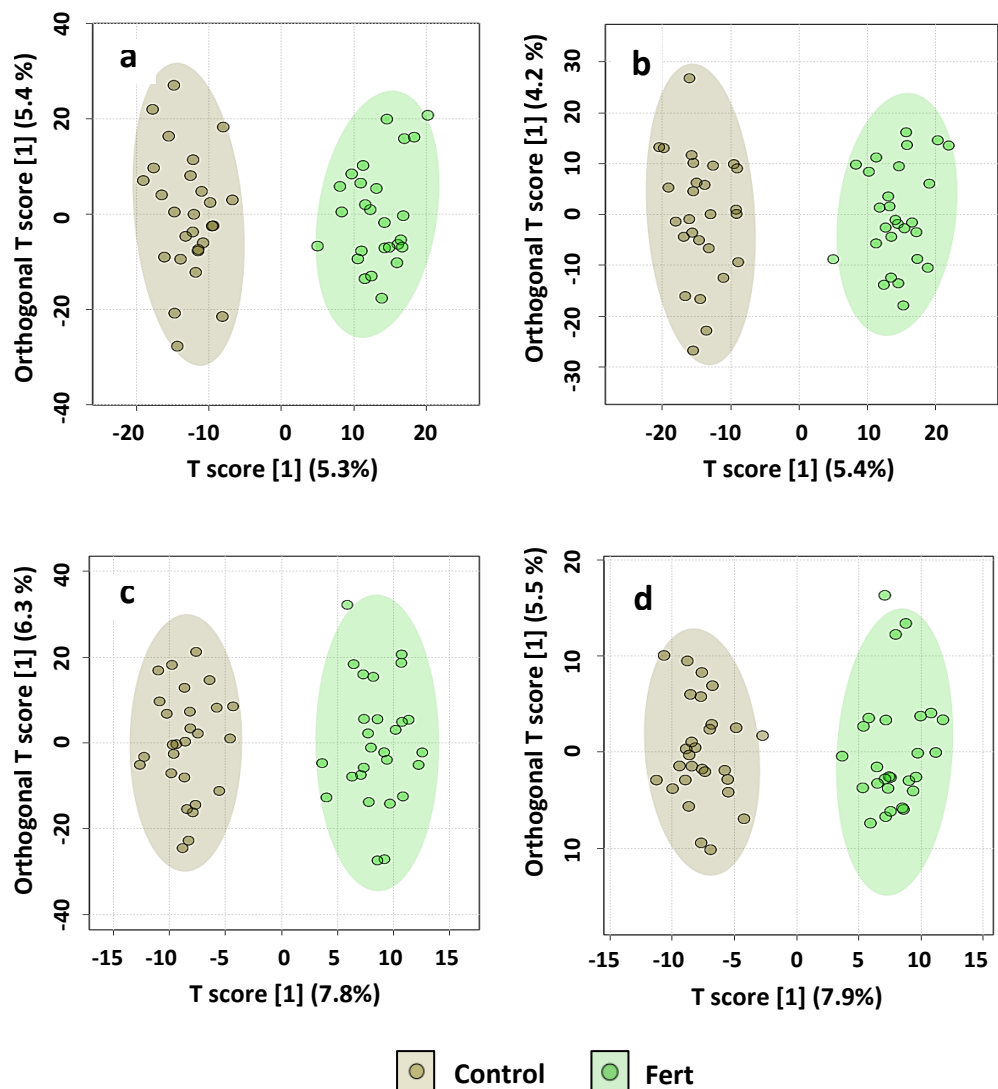 a
Orthogonal T score [1] (5.4 %)
40
20
0
-20
-40
-20 -10 0 10 20
T score [1] (5.3%)
b
Orthogonal T score [1] (4.2 %)
30
20
10
0
-10
-20
-30
-20 -10 0 10 20
T score [1] (5.4%)
c
Orthogonal T score [1] (6.3 %)
40
20
0
-20
-40
-15 -10 -5 0 5 10 15
T score [1] (7.8%)
d
Orthogonal T score [1] (5.5 %)
20
10
0
10
-15 -10 -5 0 5 10 15
T score [1] (7.9%)
Control Fert